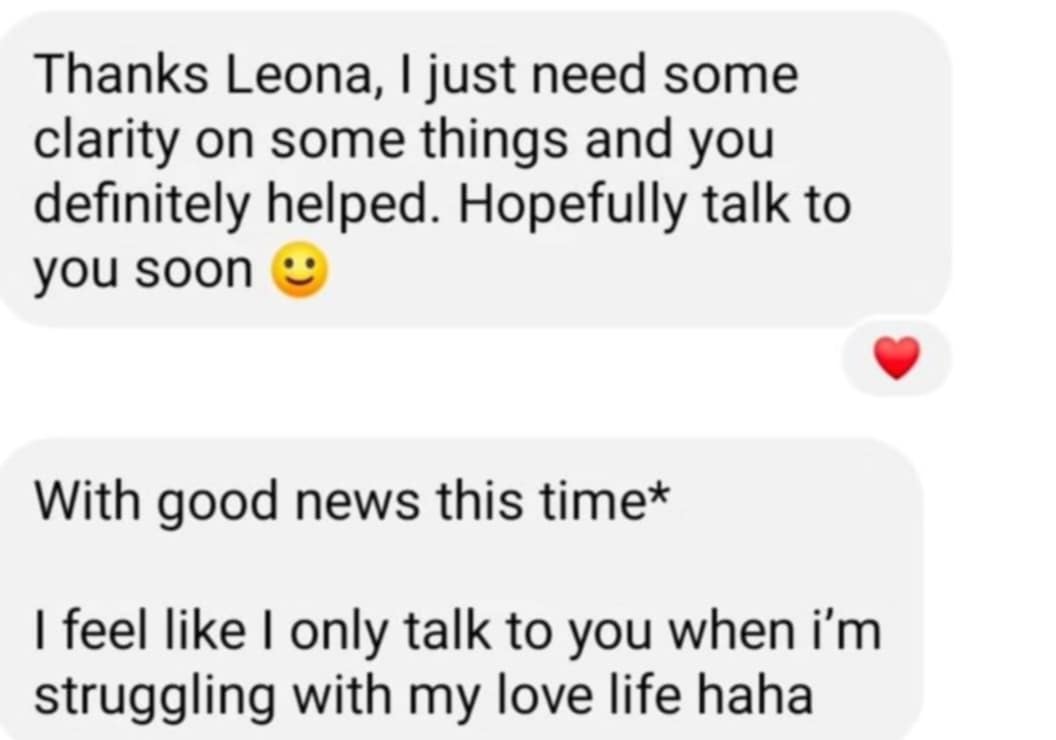 Thanks Leona, I just need some
clarity on some things and you
definitely helped. Hopefully talk to
you soon 🙂
❤️
With good news this time*
I feel like I only talk to you when i’m
struggling with my love life haha